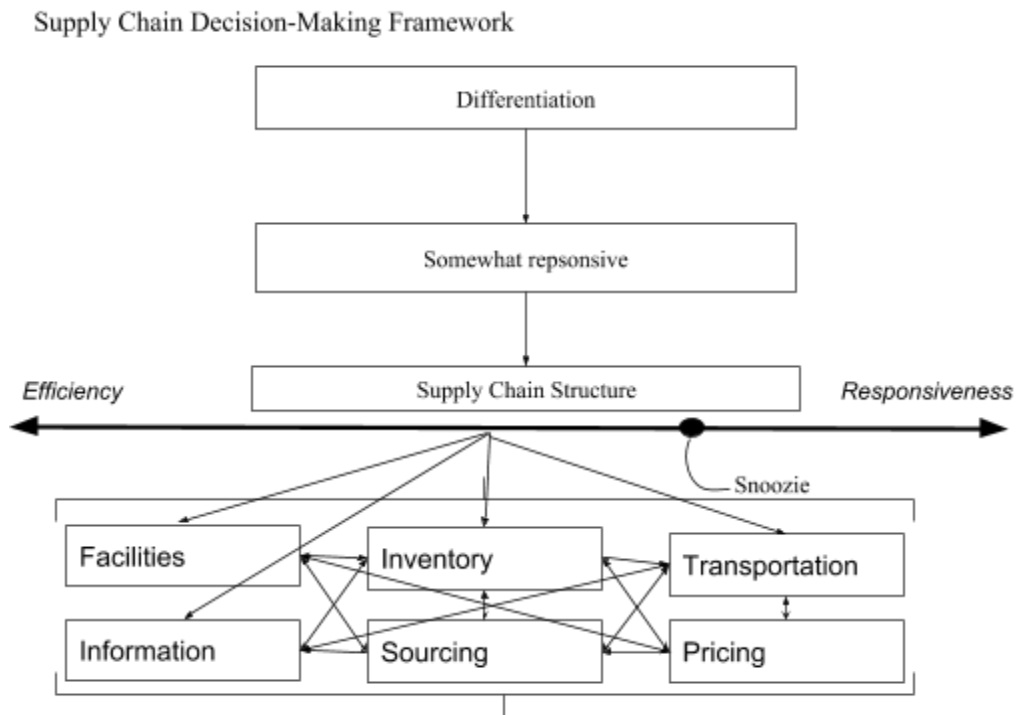 Supply Chain Decision-Making Framework
Differentiation
Somewhat repsonsive
Supply Chain Structure
Efficiency
Responsiveness
Snoozie
Facilities
Inventory
Transportation
Information
Sourcing
Pricing